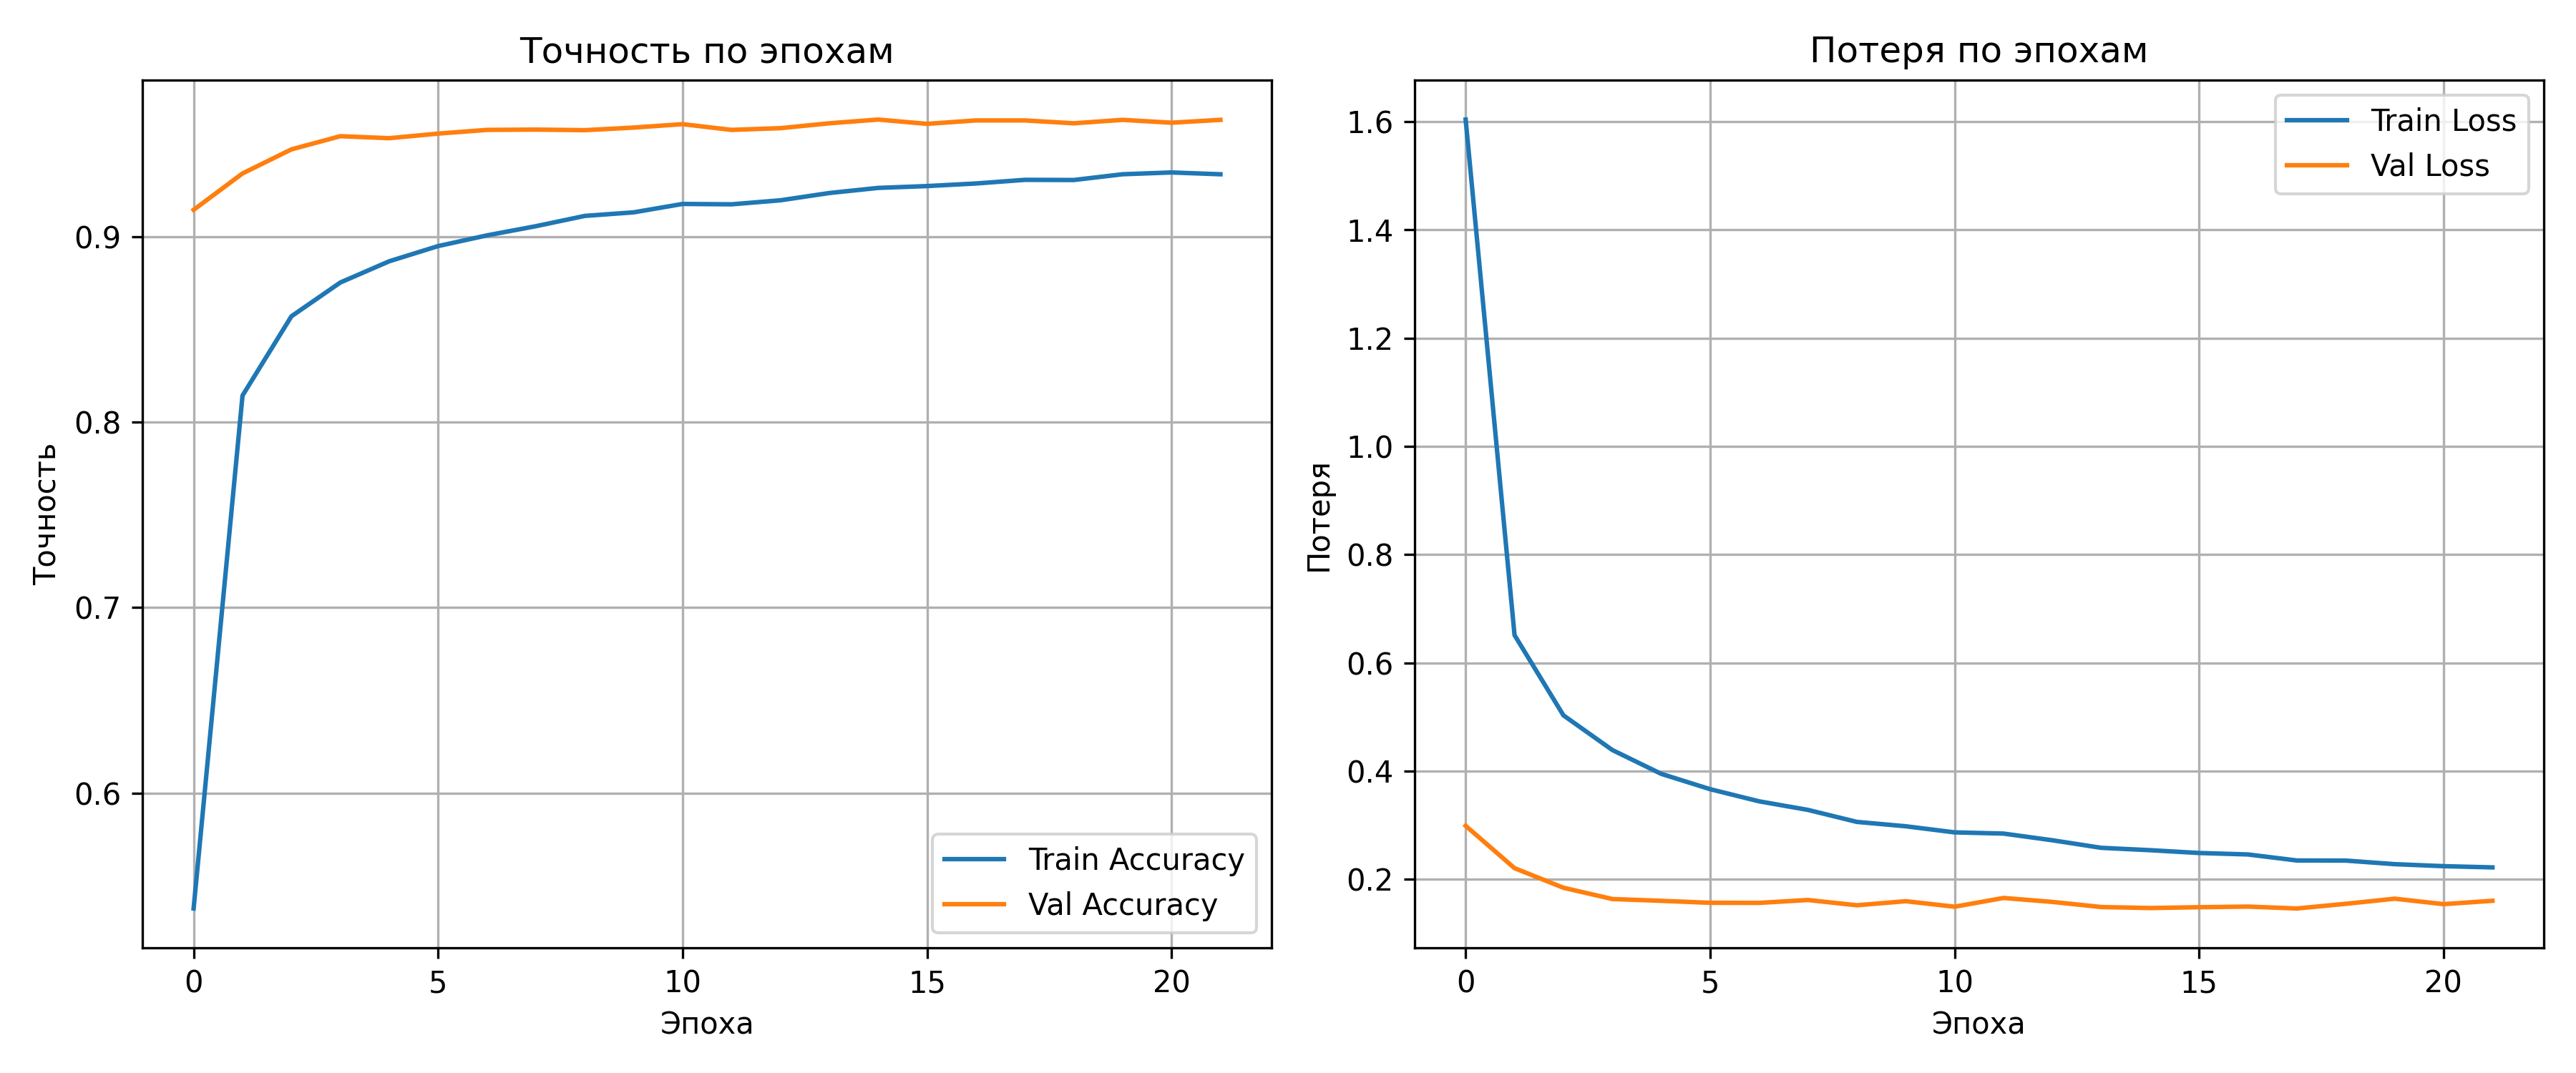 Точность по эпохам
Точность
0.9
0.8
0.7
0.6
0 5 10 15 20
Эпоха
Train Accuracy
Val Accuracy
Потеря по эпохам
Потеря
1.6
1.4
1.2
1.0
0.8
0.6
0.4
0.2
0 5 10 15 20
Эпоха
Train Loss
Val Loss